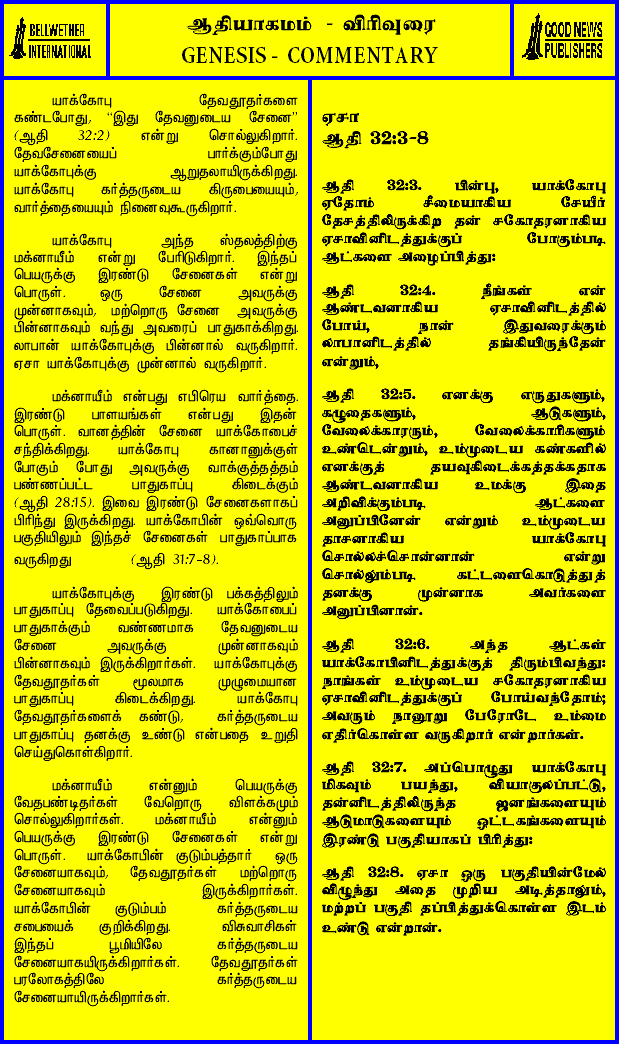 BELLWETHER
INTERNATIONAL
ஆதியாகமம் - விரிவுரை
GENESIS - COMMENTARY
GOOD NEWS
PUBLISHERS
யாக்கோபு தேவதூதர்களை
கண்டபோது, “இது தேவனுடைய சேனை”
(ஆதி 32:2) என்று சொல்லுகிறார்.
தேவசேனையைப் பார்க்கும்போது
யாக்கோபுக்கு ஆறுதலாயிருக்கிறது.
யாக்கோபு கர்த்தருடைய கிருபையையும்,
வார்த்தையையும் நினைவுகூருகிறார்.
யாக்கோபு அந்த ஸ்தலத்திற்கு
மக்னாயீம் என்று பேரிடுகிறார். இந்தப்
பெயருக்கு இரண்டு சேனைகள் என்று
பொருள். ஒரு சேனை அவருக்கு
முன்னாகவும், மற்றொரு சேனை அவருக்கு
பின்னாகவும் வந்து அவரைப் பாதுகாக்கிறது.
லாபான் யாக்கோபுக்கு பின்னால் வருகிறார்.
ஏசா யாக்கோபுக்கு முன்னால் வருகிறார்.
மக்னாயீம் என்பது எபிரெய வார்த்தை.
இரண்டு பாளயங்கள் என்பது இதன்
பொருள். வானத்தின் சேனை யாக்கோபைச்
சந்திக்கிறது. யாக்கோபு கானானுக்குள்
போகும் போது அவருக்கு வாக்குத்தத்தம்
பண்ணப்பட்ட பாதுகாப்பு கிடைக்கும்
(ஆதி 28:15). இவை இரண்டு சேனைகளாகப்
பிரிந்து இருக்கிறது. யாக்கோபின் ஒவ்வொரு
பகுதியிலும் இந்தச் சேனைகள் பாதுகாப்பாக
வருகிறது (ஆதி 31:7-8).
யாக்கோபுக்கு இரண்டு பக்கத்திலும்
பாதுகாப்பு தேவைப்படுகிறது. யாக்கோபைப்
பாதுகாக்கும் வண்ணமாக தேவனுடைய
சேனை அவருக்கு முன்னாகவும்
பின்னாகவும் இருக்கிறார்கள். யாக்கோபுக்கு
தேவதூதர்கள் மூலமாக முழுமையான
பாதுகாப்பு கிடைக்கிறது. யாக்கோபு
தேவதூதர்களைக் கண்டு, கர்த்தருடைய
பாதுகாப்பு தனக்கு உண்டு என்பதை உறுதி
செய்துகொள்கிறார்.
மக்னாயீம் என்னும் பெயருக்கு
வேதபண்டிதர்கள் வேறொரு விளக்கமும்
சொல்லுகிறார்கள். மக்னாயீம் என்னும்
பெயருக்கு இரண்டு சேனைகள் என்று
பொருள். யாக்கோபின் குடும்பத்தார் ஒரு
சேனையாகவும், தேவதூதர்கள் மற்றொரு
சேனையாகவும் இருக்கிறார்கள்.
யாக்கோபின் குடும்பம் கர்த்தருடைய
சபையைக் குறிக்கிறது. விசுவாசிகள்
இந்தப் பூமியிலே கர்த்தருடைய
சேனையாகயிருக்கிறார்கள். தேவதூதர்கள்
பரலோகத்திலே கர்த்தருடைய
சேனையாயிருக்கிறார்கள்.
ஏசா
ஆதி 32:3-8
ஆதி 32:3. பின்பு, யாக்கோபு
ஏதோம் சீமையாகிய சேயீர்
தேசத்திலிருக்கிற தன் சகோதரனாகிய
ஏசாவினிடத்துக்குப் போகும்படி
ஆட்களை அழைப்பித்து:
ஆதி 32:4. நீங்கள் என்
ஆண்டவனாகிய ஏசாவினிடத்தில்
போய், நான் இதுவரைக்கும்
லாபானிடத்தில் தங்கியிருந்தேன்
என்றும்,
ஆதி 32:5. எனக்கு எருதுகளும்,
கழுதைகளும், ஆடுகளும்,
வேலைக்காரரும், வேலைக்காரிகளும்
உண்டென்றும், உம்முடைய கண்களில்
எனக்குத் தயவுகிடைக்கத்தக்கதாக
ஆண்டவனாகிய உமக்கு இதை
அறிவிக்கும்படி ஆட்களை
அனுப்பினேன் என்றும் உம்முடைய
தாசனாகிய யாக்கோபு
சொல்லச்சொன்னான் என்று
சொல்லும்படி கட்டளைகொடுத்துத்
தனக்கு முன்னாக அவர்களை
அனுப்பினான்.
ஆதி 32:6. அந்த ஆட்கள்
யாக்கோபினிடத்துக்குத் திரும்பிவந்து:
நாங்கள் உம்முடைய சகோதரனாகிய
ஏசாவினிடத்துக்குப் போய்வந்தோம்;
அவரும் நானூறு பேரோடே உம்மை
எதிர்கொள்ள வருகிறார் என்றார்கள்.
ஆதி 32:7. அப்பொழுது யாக்கோபு
மிகவும் பயந்து, வியாகுலப்பட்டு,
தன்னிடத்திலிருந்த ஜனங்களையும்
ஆடுமாடுகளையும் ஒட்டகங்களையும்
இரண்டு பகுதியாகப் பிரித்து:
ஆதி 32:8. ஏசா ஒரு பகுதியின்மேல்
விழுந்து அதை முறிய அடித்தாலும்,
மற்றப் பகுதி தப்பித்துக்கொள்ள இடம்
உண்டு என்றான்.